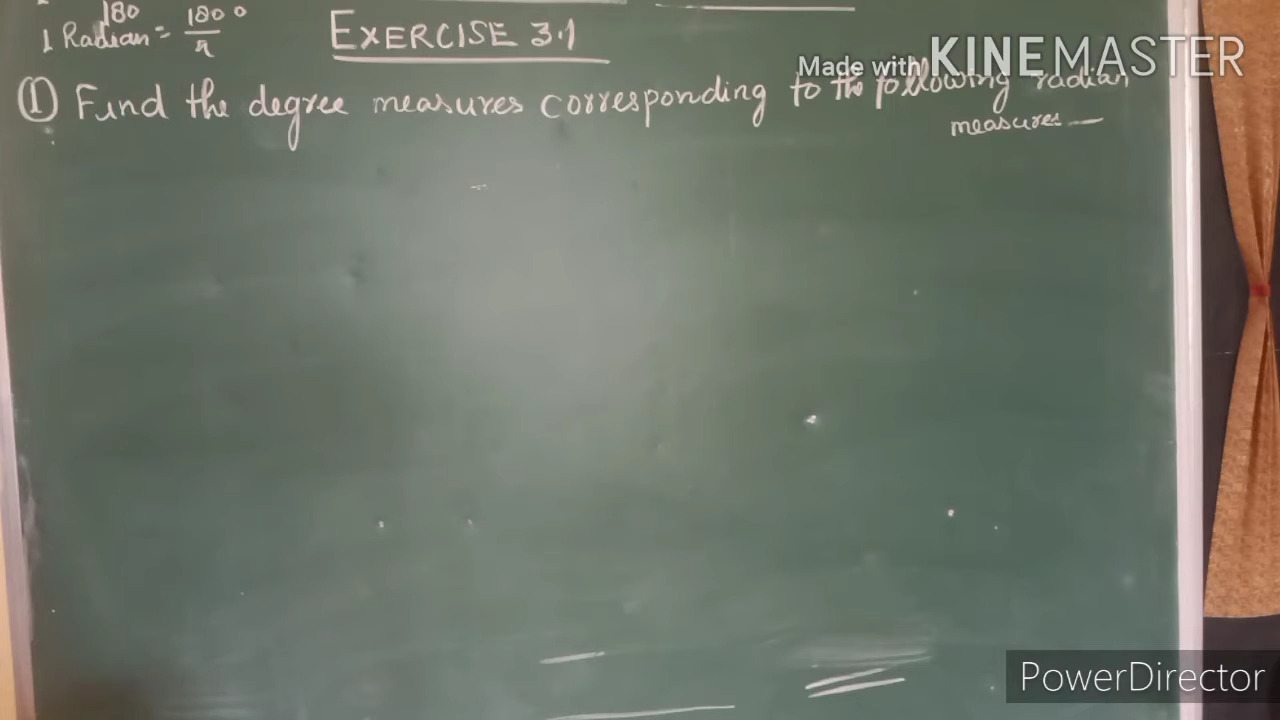 180
1 Radian = 180°/π
EXERCISE 3.1
Made with KINEMASTER
① Find the degree measures corresponding to the following radian
measures —
PowerDirector